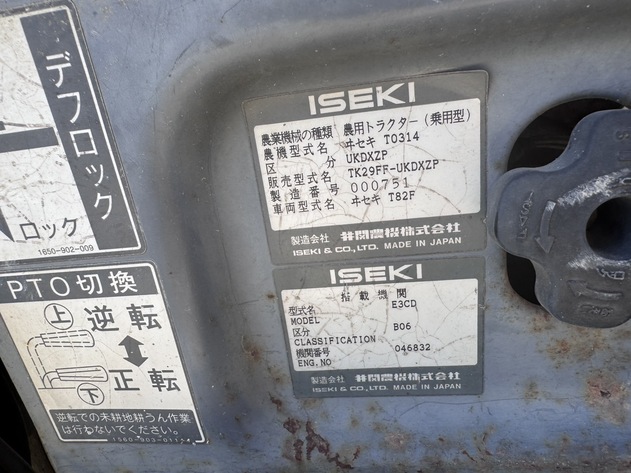 デフロック
ロック
1650-902-009
PTO切換
上 逆転
下 正転
逆転での未耕地耕うん作業
は行わないでください。
1560-903-011
ISEKI
農業機械の種類 農用トラクター(乗用型)
農機型式名 ヰセキ T0314
区分 UKDXZP
販売型式名 TK29FF-UKDXZP
製造番号 000751
車両型式名 ヰセキ T82F
製造会社 井関農機株式会社
ISEKI & CO.,LTD. MADE IN JAPAN
ISEKI
搭載機関
型式名 E3CD
MODEL
区分 B06
CLASSIFICATION
機関番号 046832
ENG.NO
製造会社 井関農機株式会社
ISEKI & CO.,LTD. MADE IN JAPAN